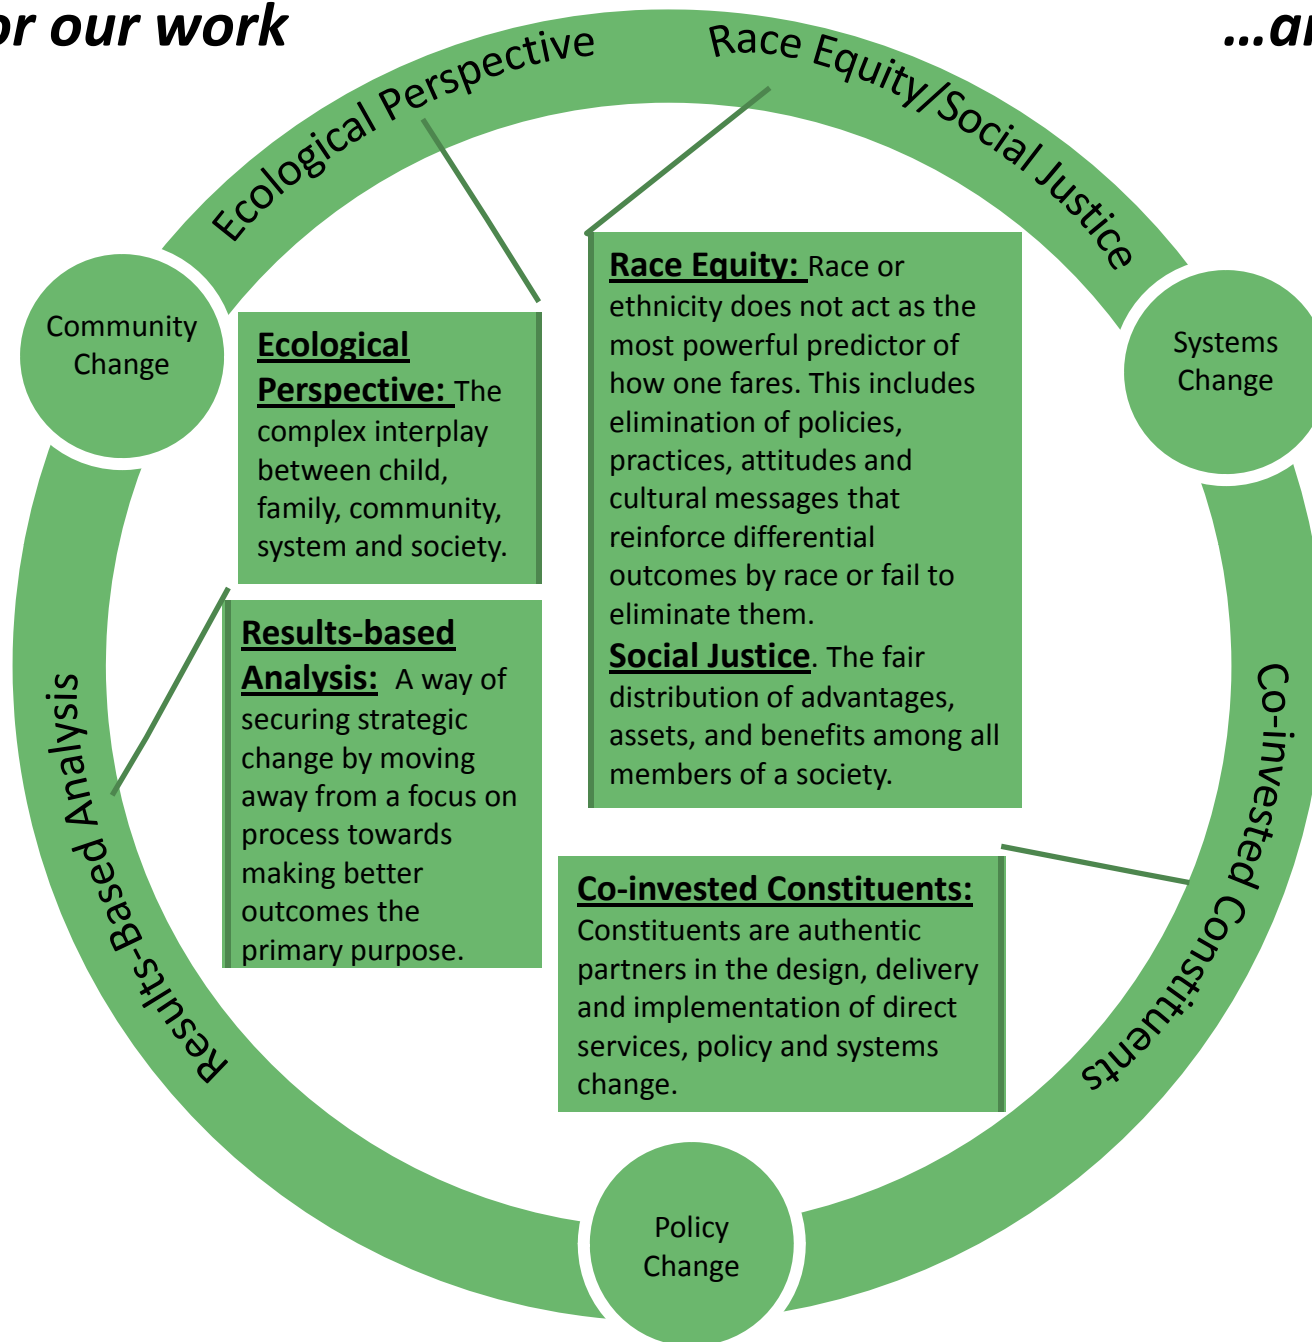 or our work
...ar
Ecological Perspective
Race Equity/Social Justice
Community
Change
Systems
Change
Ecological
Perspective: The
complex interplay
between child,
family, community,
system and society.
Race Equity: Race or
ethnicity does not act as the
most powerful predictor of
how one fares. This includes
elimination of policies,
practices, attitudes and
cultural messages that
reinforce differential
outcomes by race or fail to
eliminate them.
Social Justice. The fair
distribution of advantages,
assets, and benefits among all
members of a society.
Results-based
Analysis: A way of
securing strategic
change by moving
away from a focus on
process towards
making better
outcomes the
primary purpose.
Results-Based Analysis
Co-invested Constituents
Co-invested Constituents:
Constituents are authentic
partners in the design, delivery
and implementation of direct
services, policy and systems
change.
Policy
Change